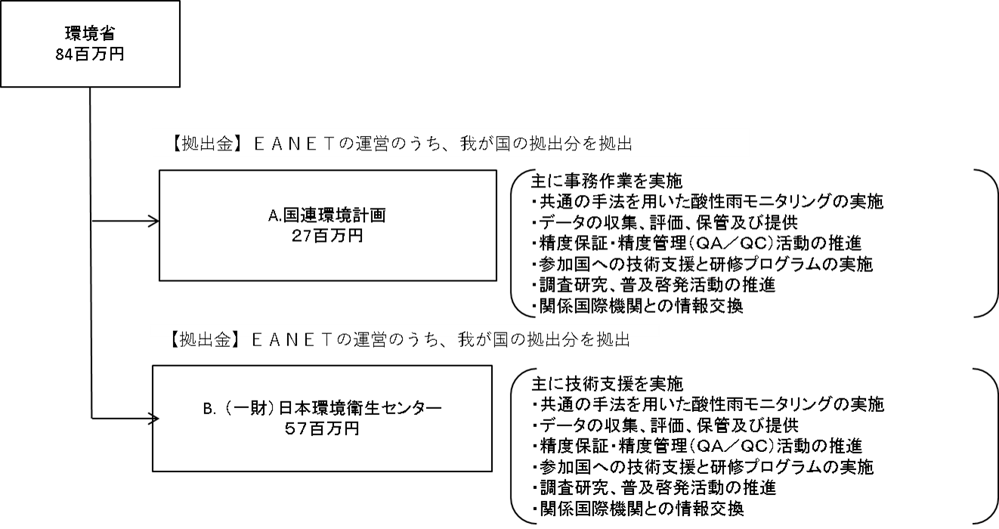 環境省
84百万円
【拠出金】ＥＡＮＥＴの運営のうち、我が国の拠出分を拠出
A.国連環境計画
27百万円
主に事務作業を実施
・共通の手法を用いた酸性雨モニタリングの実施
・データの収集、評価、保管及び提供
・精度保証・精度管理（ＱＡ／ＱＣ）活動の推進
・参加国への技術支援と研修プログラムの実施
・調査研究、普及啓発活動の推進
・関係国際機関との情報交換
【拠出金】ＥＡＮＥＴの運営のうち、我が国の拠出分を拠出
B.（一財）日本環境衛生センター
５７百万円
主に技術支援を実施
・共通の手法を用いた酸性雨モニタリングの実施
・データの収集、評価、保管及び提供
・精度保証・精度管理（ＱＡ／ＱＣ）活動の推進
・参加国への技術支援と研修プログラムの実施
・調査研究、普及啓発活動の推進
・関係国際機関との情報交換